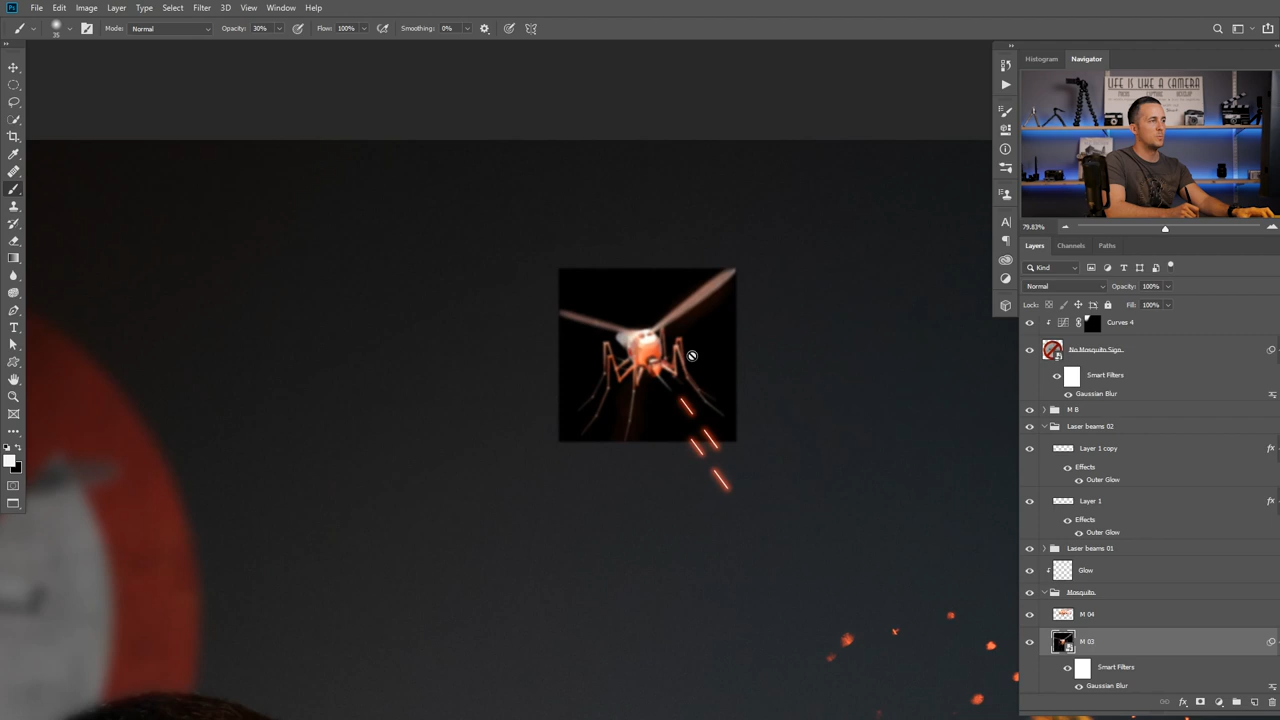 Ps File Edit Image Layer Type Select Filter 3D View Window Help
35 Mode: Normal Opacity: 30% Flow: 100% Smoothing: 0%
Histogram Navigator
LIFE IS LIKE A CAMERA
79.83%
Layers Channels Paths
Kind
Normal Opacity: 100%
Lock: Fill: 100%
Curves 4
No Mosquito Sign
Smart Filters
Gaussian Blur
M B
Laser beams 02
Layer 1 copy
Effects
Outer Glow
Layer 1
Effects
Outer Glow
Laser beams 01
Glow
Mosquito
M 04
M 03
Smart Filters
Gaussian Blur